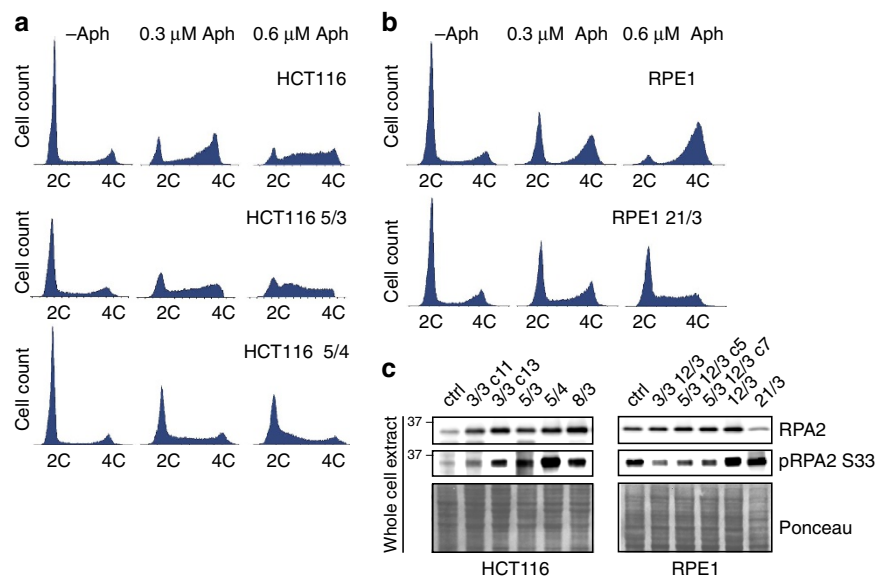 a
–Aph 0.3 μM Aph 0.6 μM Aph
Cell count
HCT116
2C 4C 2C 4C 2C 4C
Cell count
HCT116 5/3
2C 4C 2C 4C 2C 4C
Cell count
HCT116 5/4
2C 4C 2C 4C 2C 4C
b
–Aph 0.3 μM Aph 0.6 μM Aph
Cell count
RPE1
2C 4C 2C 4C 2C 4C
Cell count
RPE1 21/3
2C 4C 2C 4C 2C 4C
c
ctrl 3/3 c11 3/3 c13 5/3 5/4 8/3
ctrl 3/3 12/3 5/3 12/3 c5 5/3 12/3 c7 12/3 21/3
Whole cell extract
37
RPA2
37
pRPA2 S33
Ponceau
HCT116 RPE1